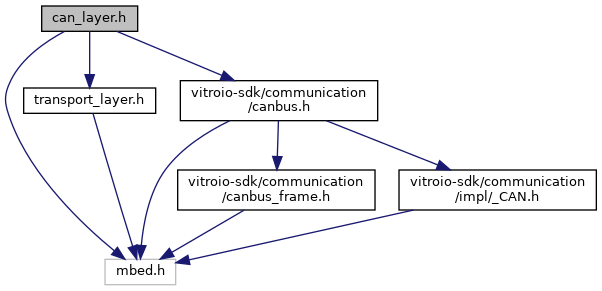 can_layer.h
transport_layer.h
vitroio-sdk/communication
/canbus.h
vitroio-sdk/communication
/canbus_frame.h
vitroio-sdk/communication
/impl/_CAN.h
mbed.h